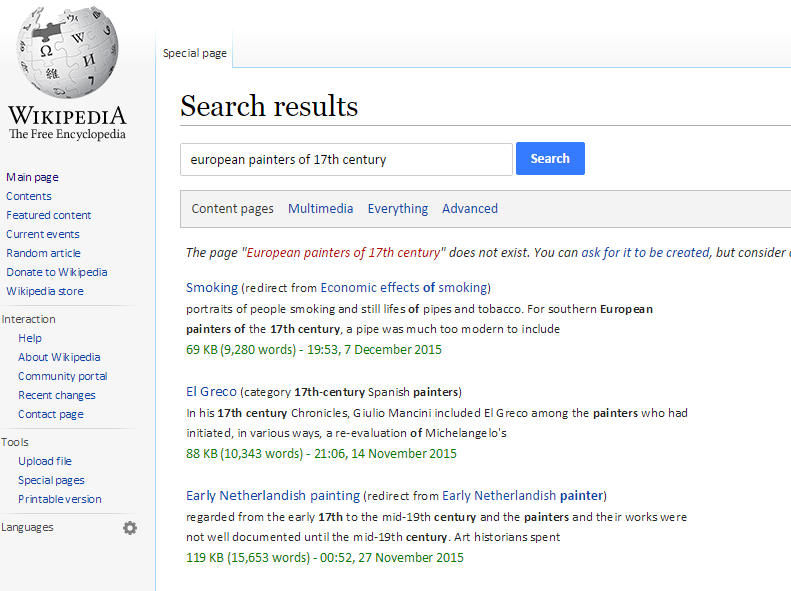 Special page
WIKIPEDIA
The Free Encyclopedia
Main page
Contents
Featured content
Current events
Random article
Donate to Wikipedia
Wikipedia store
Interaction
Help
About Wikipedia
Community portal
Recent changes
Contact page
Tools
Upload file
Special pages
Printable version
Languages
Search results
european painters of 17th century
Search
Content pages Multimedia Everything Advanced
The page "European painters of 17th century" does not exist. You can ask for it to be created, but consider
Smoking (redirect from Economic effects of smoking)
portraits of people smoking and still lifes of pipes and tobacco. For southern European
painters of the 17th century, a pipe was much too modern to include
69 KB (9,280 words) - 19:53, 7 December 2015
El Greco (category 17th-century Spanish painters)
In his 17th century Chronicles, Giulio Mancini included El Greco among the painters who had
initiated, in various ways, a re-evaluation of Michelangelo's
88 KB (10,343 words) - 21:06, 14 November 2015
Early Netherlandish painting (redirect from Early Netherlandish painter)
regarded from the early 17th to the mid-19th century and the painters and their works were
not well documented until the mid-19th century. Art historians spent
119 KB (15,653 words) - 00:52, 27 November 2015